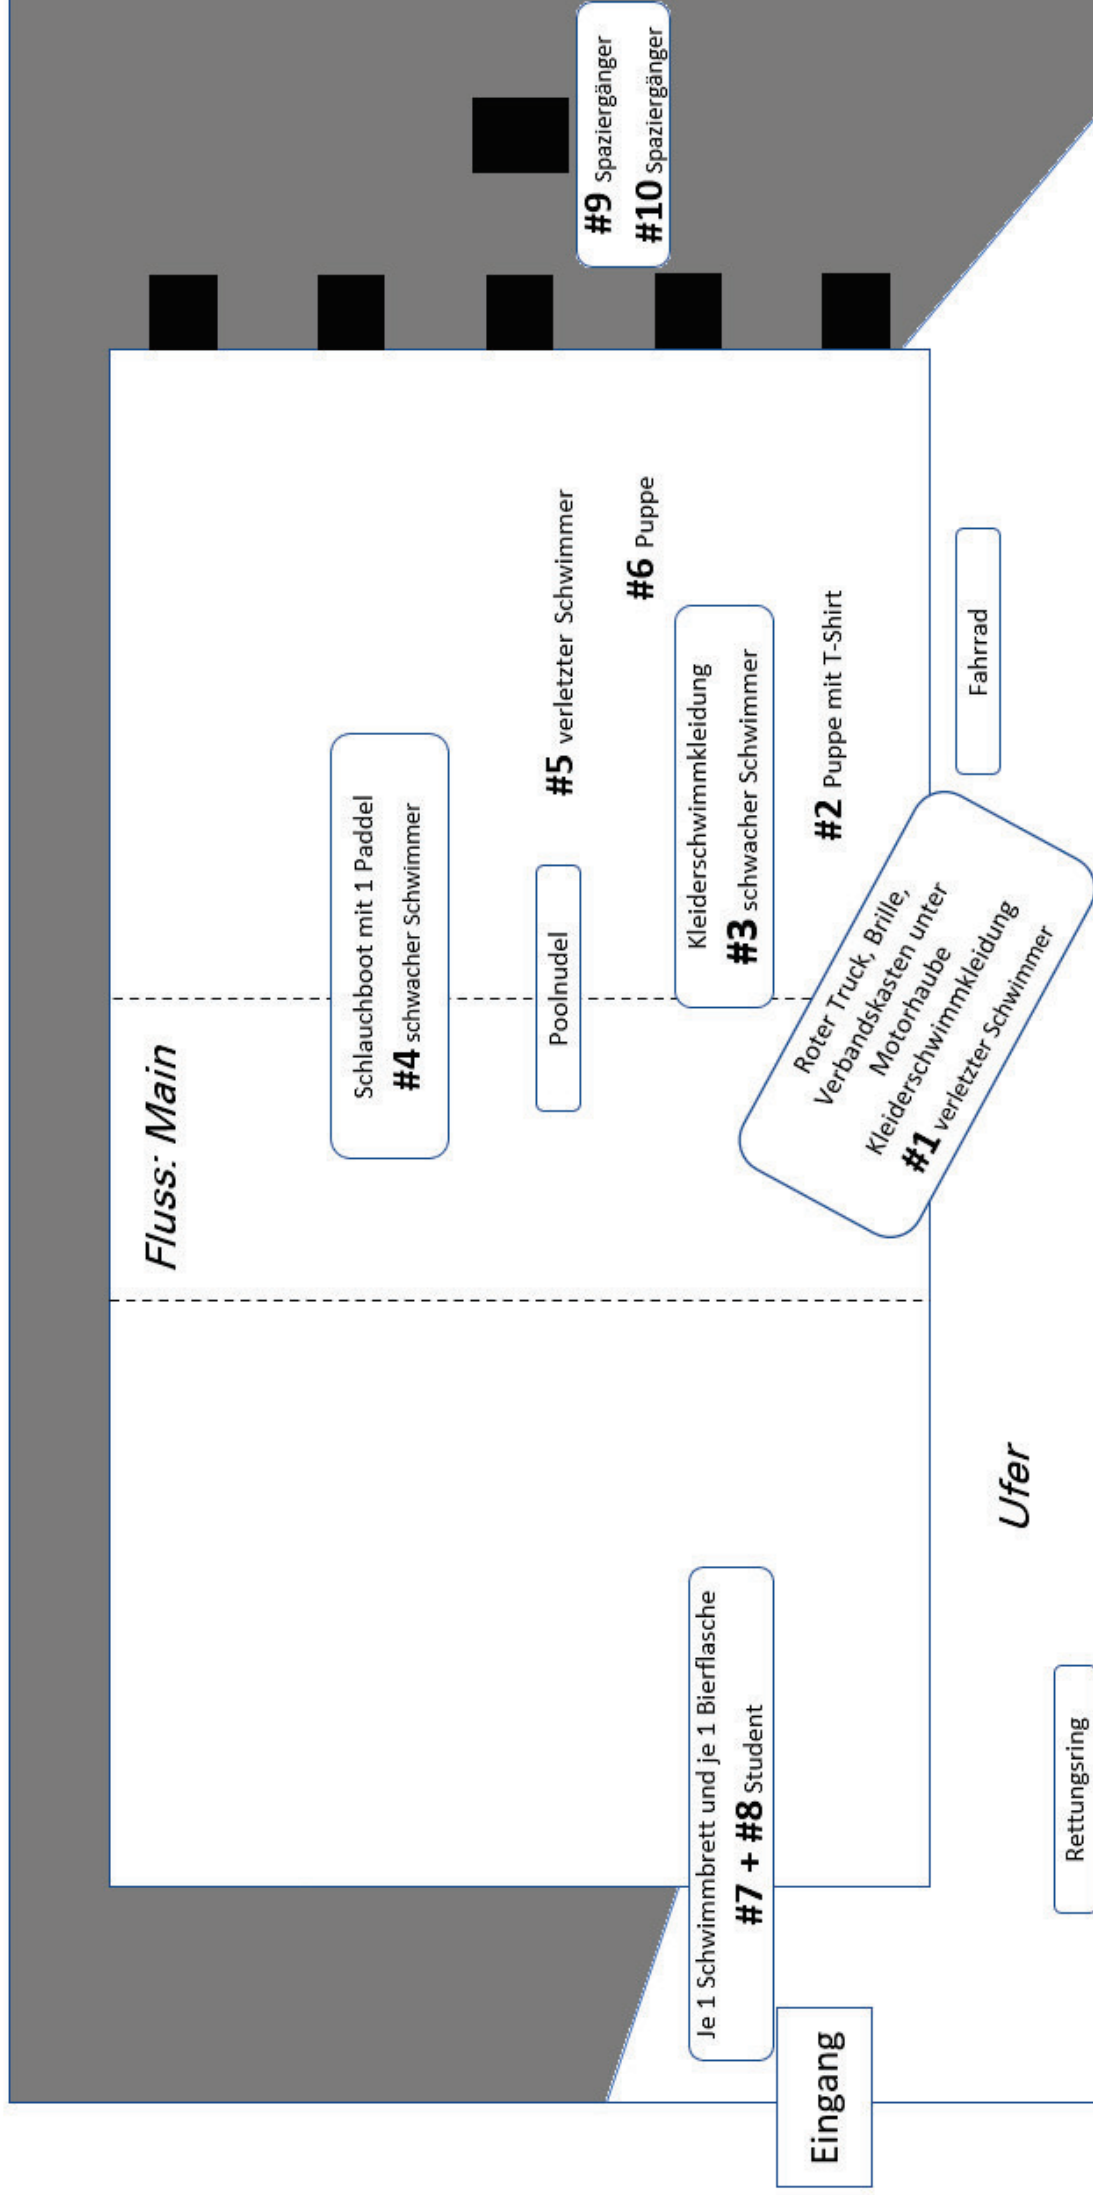 Fluss: Main
Schlauchboot mit 1 Paddel
#4 schwacher Schwimmer
Poolnudel
#5 verletzter Schwimmer
#6 Puppe
#9 Spaziergänger
#10 Spaziergänger
Kleiderschwimmkleidung
#3 schwacher Schwimmer
#2 Puppe mit T-Shirt
Je 1 Schwimmbrett und je 1 Bierflasche
#7 + #8 Student
Roter Truck, Brille,
Verbandskasten unter
Motorhaube
Kleiderschwimmkleidung
#1 verletzter Schwimmer
Eingang
Fahrrad
Ufer
Rettungsring